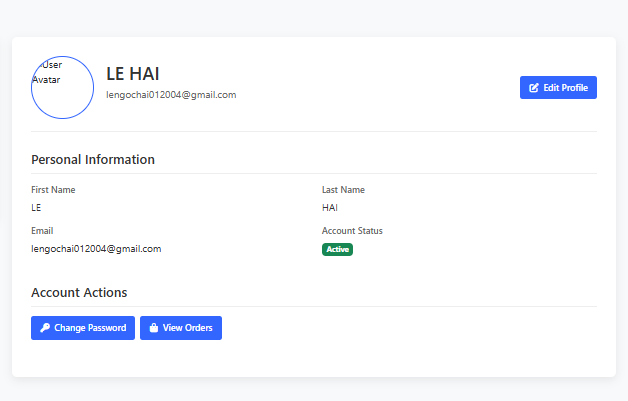 User
Avatar
LE HAI
lengochai012004@gmail.com
Edit Profile
Personal Information
First Name
Last Name
LE
HAI
Email
Account Status
lengochai012004@gmail.com
Active
Account Actions
Change Password
View Orders